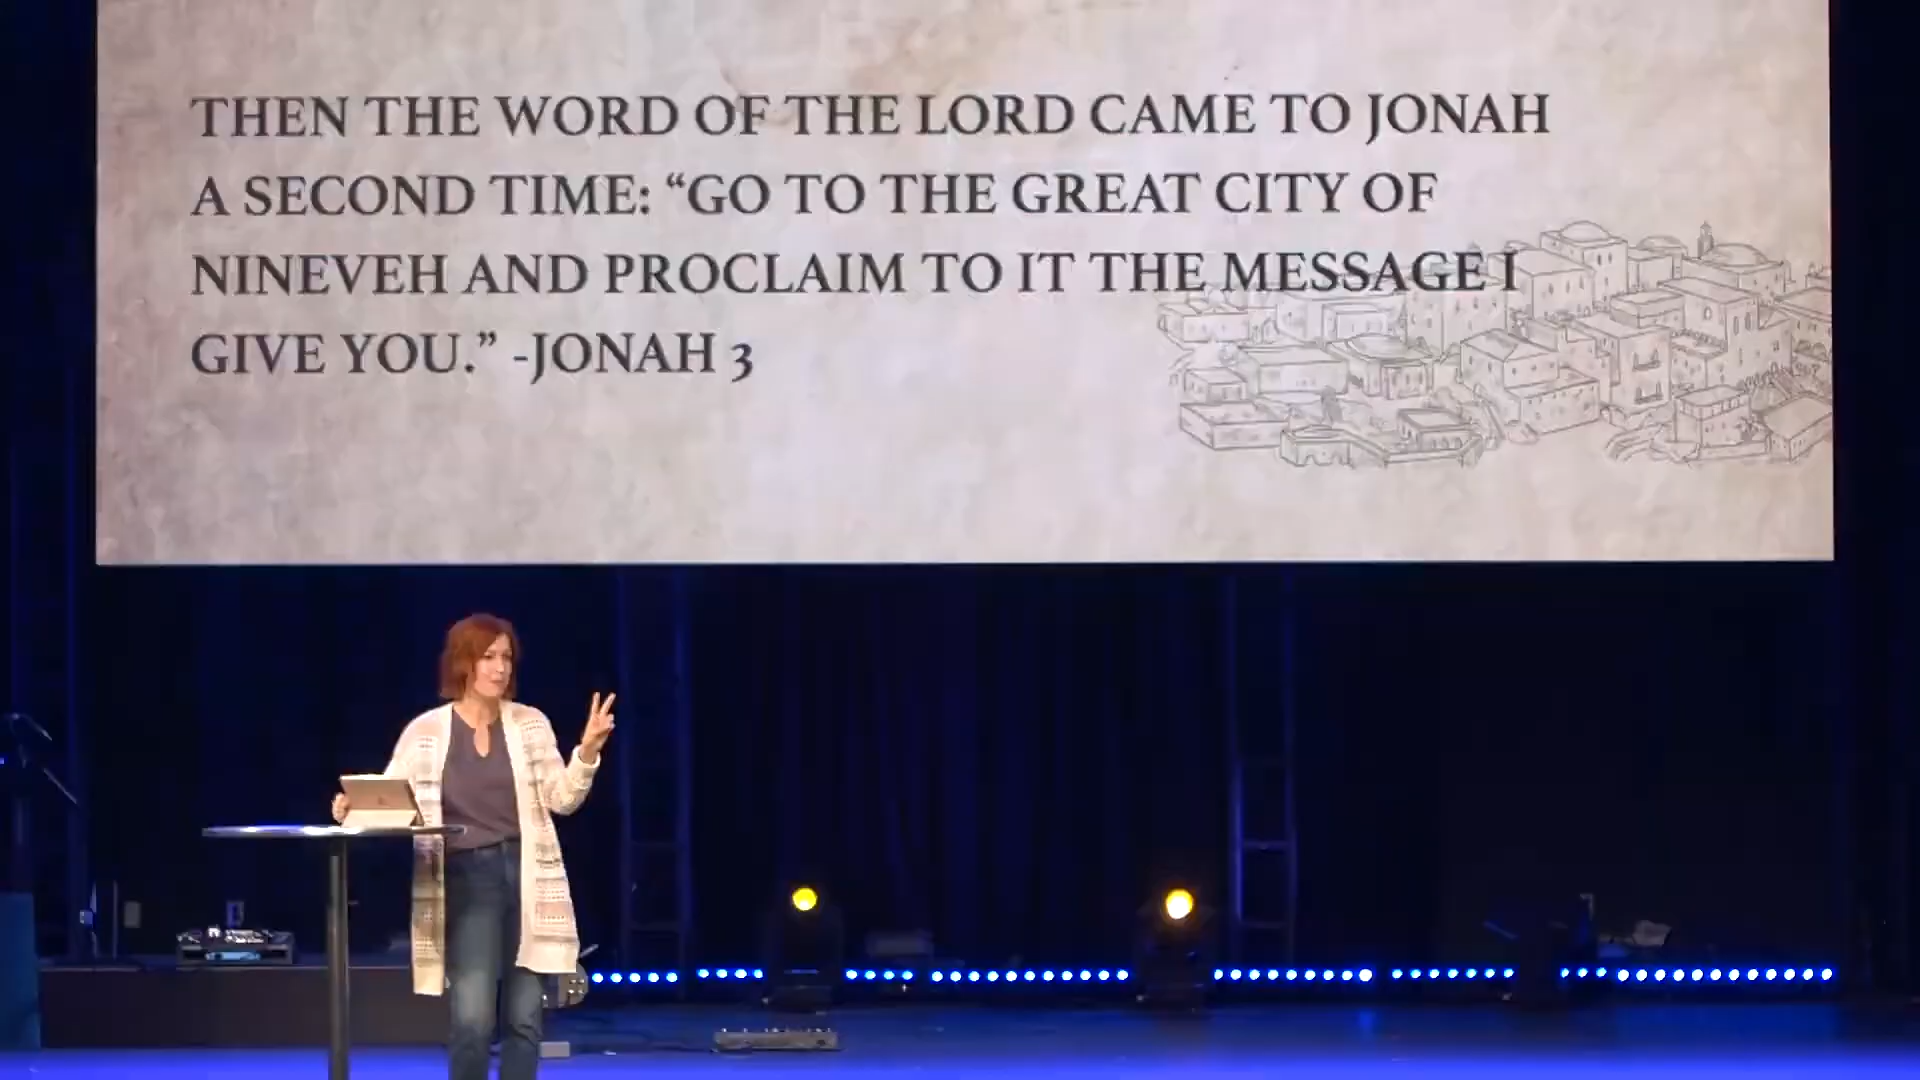 THEN THE WORD OF THE LORD CAME TO JONAH
A SECOND TIME: “GO TO THE GREAT CITY OF
NINEVEH AND PROCLAIM TO IT THE MESSAGE I
GIVE YOU.” -JONAH 3